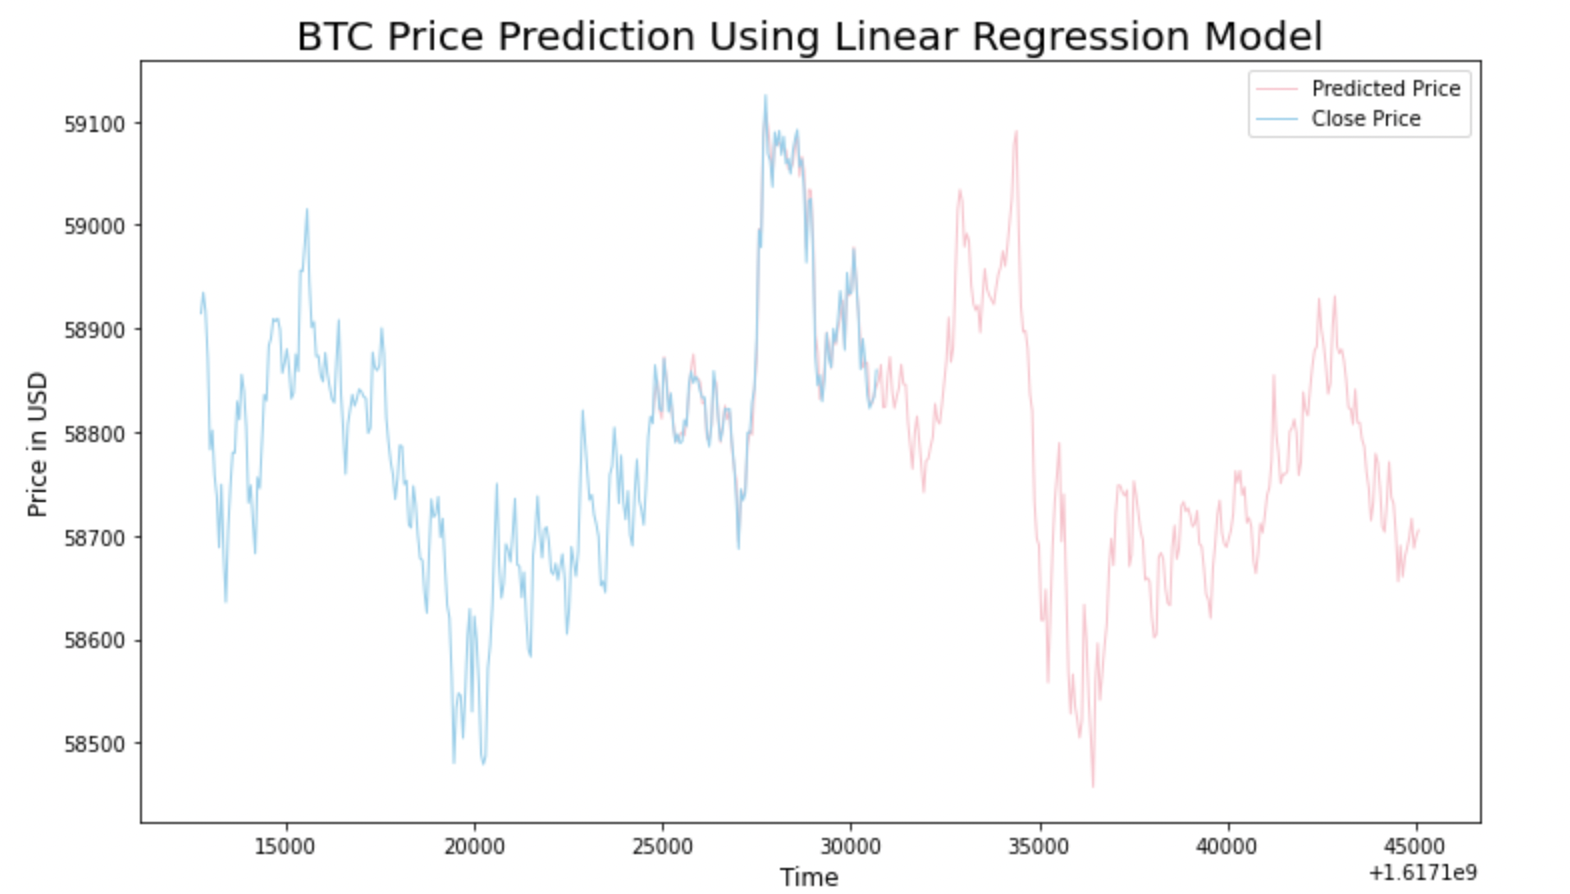 BTC Price Prediction Using Linear Regression Model
Predicted Price
Close Price
59100
59000
58900
58800
58700
58600
58500
Price in USD
15000 20000 25000 30000 35000 40000 45000
+1.6171e9
Time